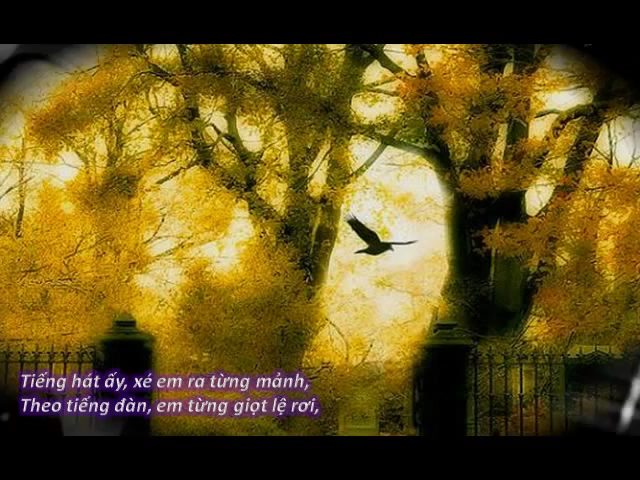 Tiếng hát ấy, xé em ra từng mảnh,
Theo tiếng đàn, em từng giọt lệ rơi,